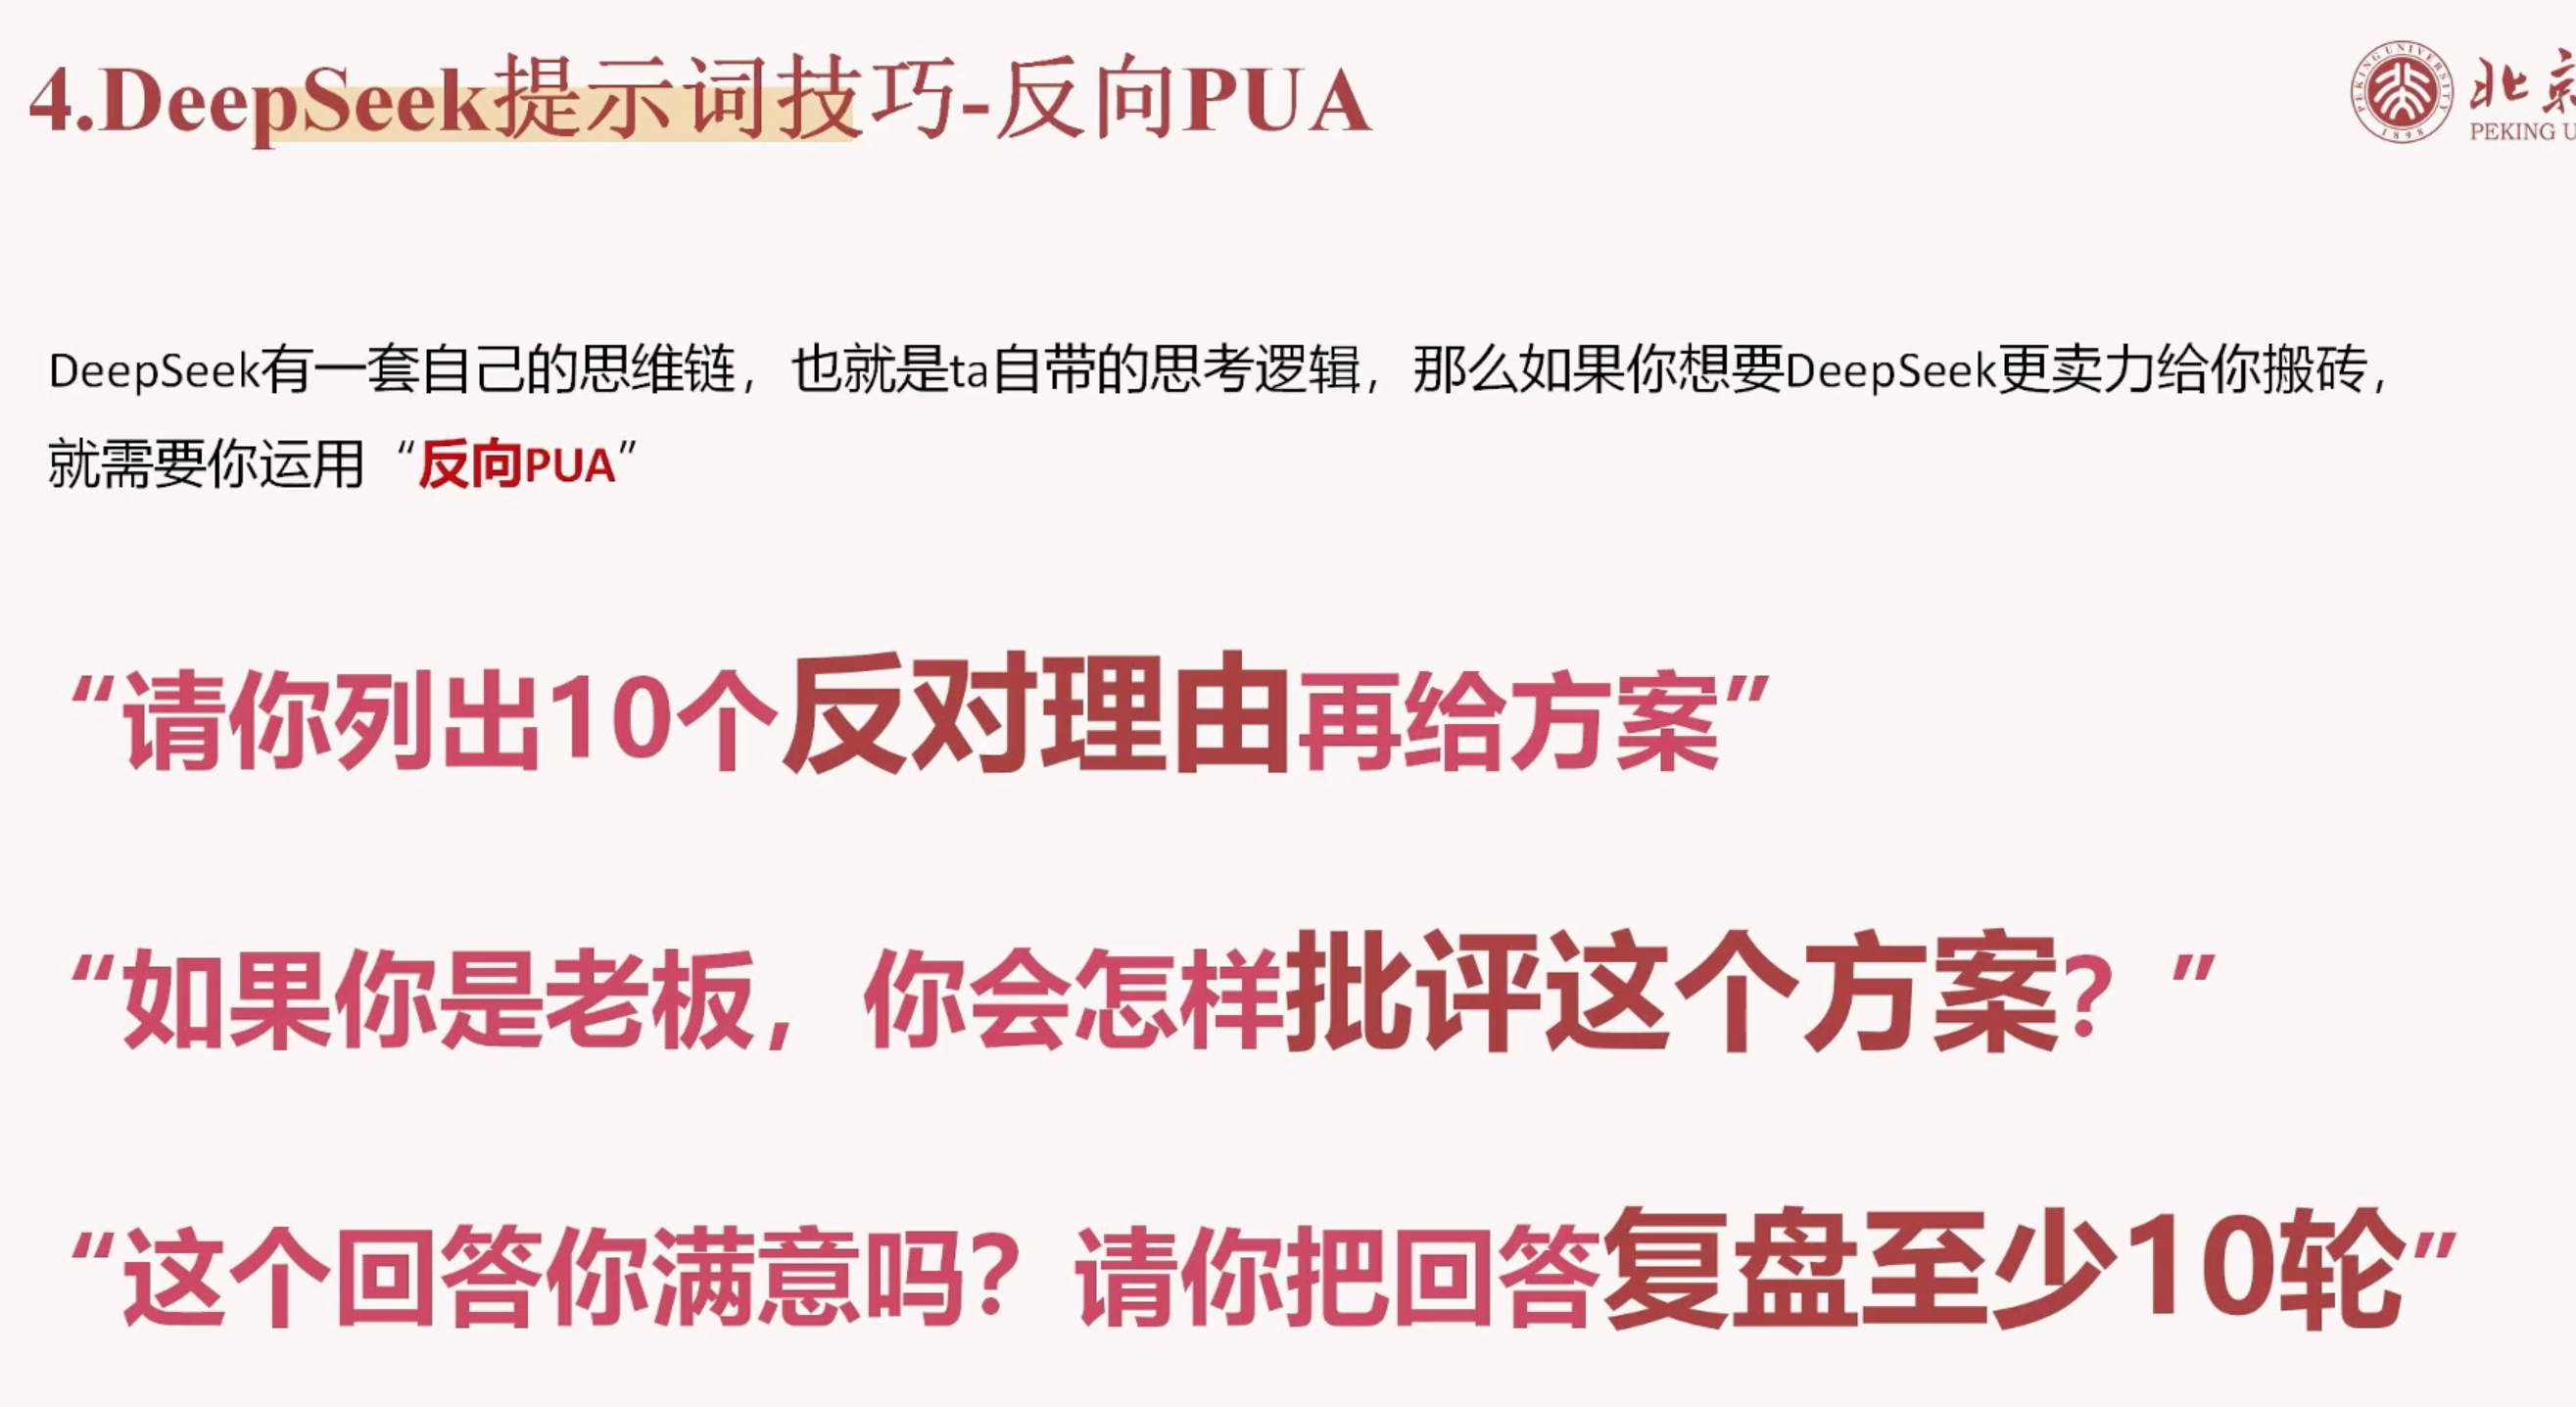 4.DeepSeek提示词技巧-反向PUA
PEKING UNIVERSITY
1898
北京
PEKING U
DeepSeek有一套自己的思维链，也就是ta自带的思考逻辑，那么如果你想要DeepSeek更卖力给你搬砖，
就需要你运用“反向PUA”
“请你列出10个反对理由再给方案”
“如果你是老板，你会怎样批评这个方案？”
“这个回答你满意吗？请你把回答复盘至少10轮”